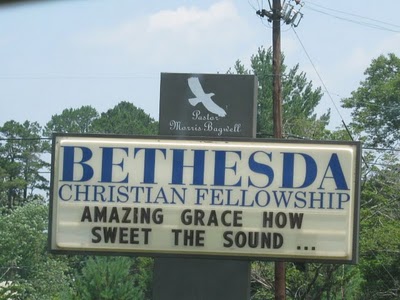 Pastor
Morris Bagwell
BETHESDA
CHRISTIAN FELLOWSHIP
AMAZING GRACE HOW
SWEET THE SOUND ...